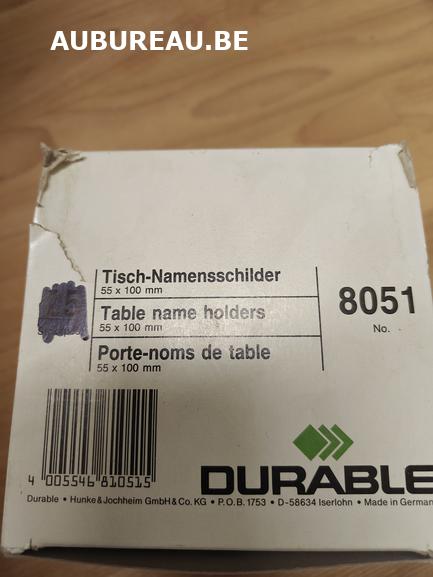 AUBUREAU.BE
Tisch-Namensschilder
55 x 100 mm
Table name holders
55 x 100 mm
Porte-noms de table
55 x 100 mm
8051
No.
4 005546 810515
DURABLE
Durable • Hunke & Jochheim GmbH & Co. KG • P.O.B. 1753 • D-58634 Iserlohn • Made in German